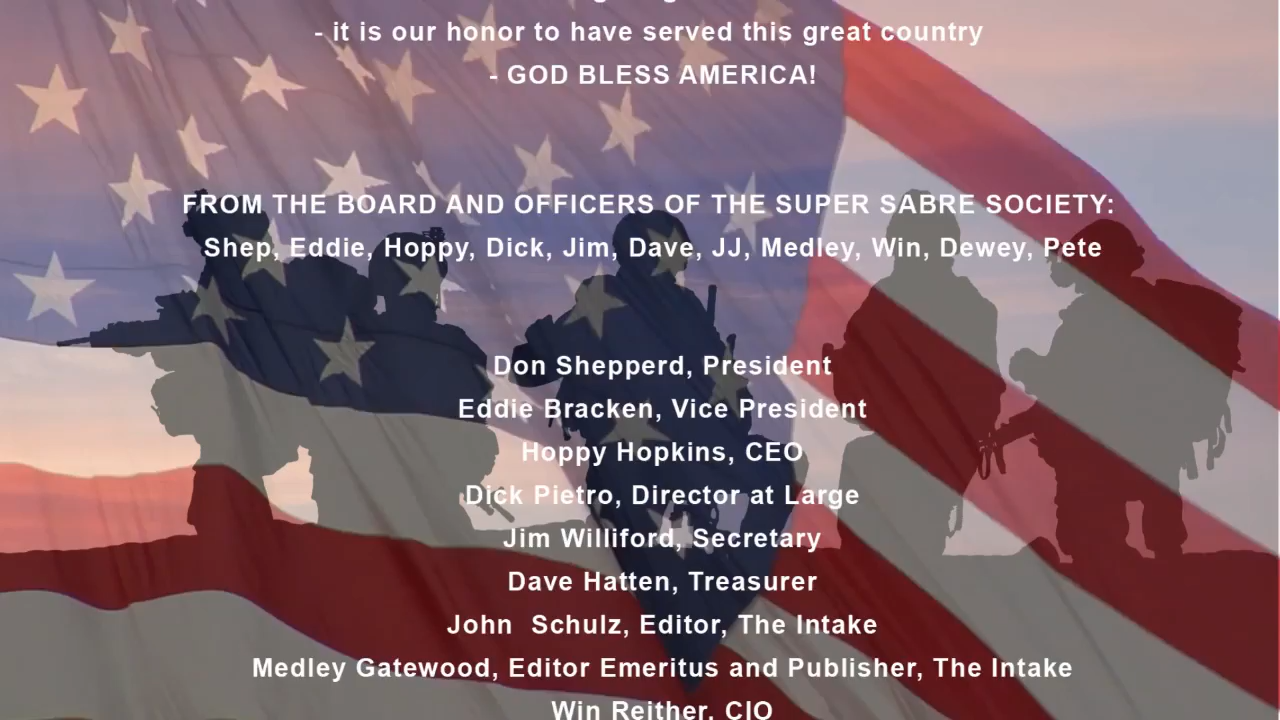 - it is our honor to have served this great country
- GOD BLESS AMERICA!
FROM THE BOARD AND OFFICERS OF THE SUPER SABRE SOCIETY:
Shep, Eddie, Hoppy, Dick, Jim, Dave, JJ, Medley, Win, Dewey, Pete
Don Shepperd, President
Eddie Bracken, Vice President
Hoppy Hopkins, CEO
Dick Pietro, Director at Large
Jim Williford, Secretary
Dave Hatten, Treasurer
John  Schulz, Editor, The Intake
Medley Gatewood, Editor Emeritus and Publisher, The Intake
Win Reither, CIO